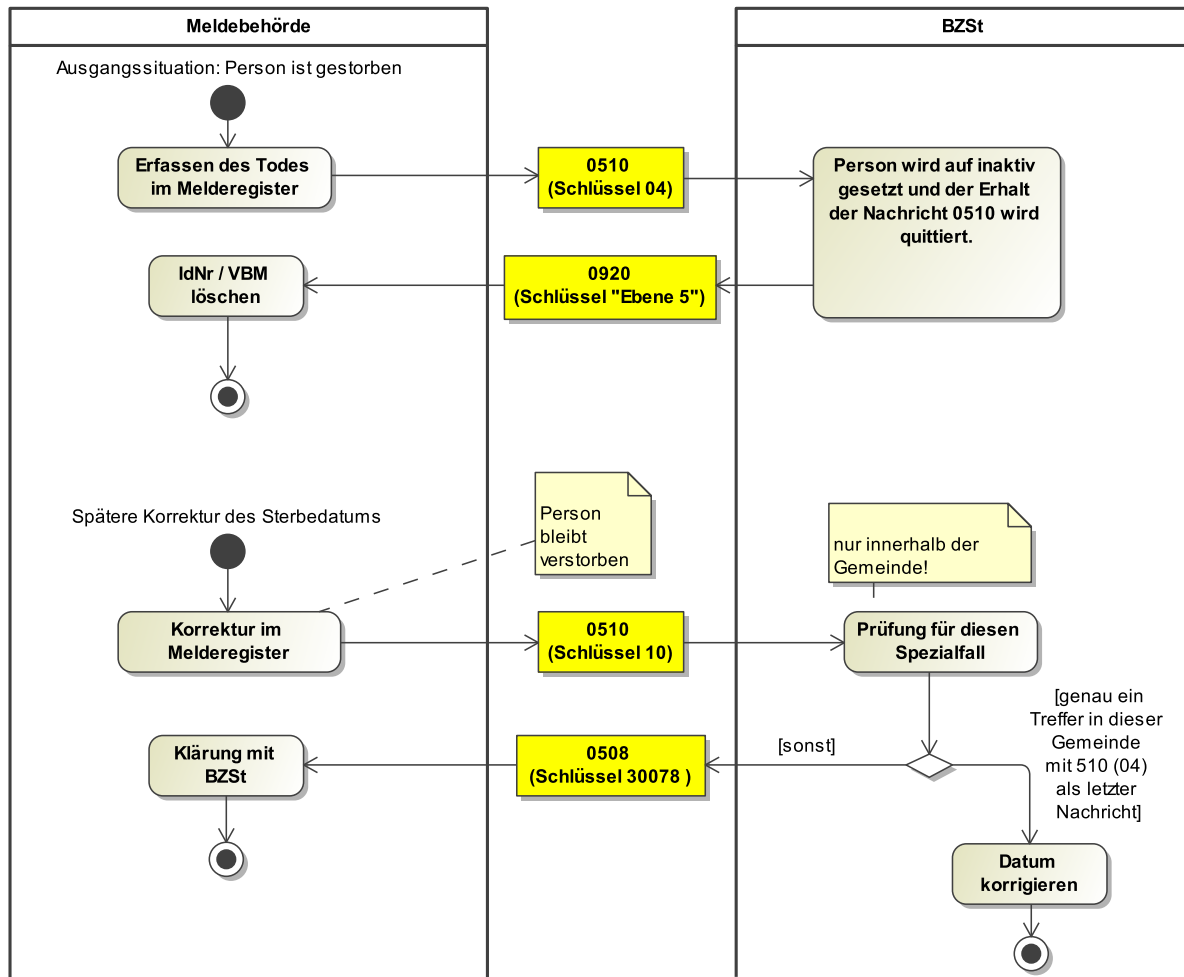 Meldebehörde
BZSt
Ausgangssituation: Person ist gestorben
Erfassen des Todes
im Melderegister
0510
(Schlüssel 04)
Person wird auf inaktiv
gesetzt und der Erhalt
der Nachricht 0510 wird
quittiert.
IdNr / VBM
löschen
0920
(Schlüssel "Ebene 5")
Spätere Korrektur des Sterbedatums
Person
bleibt
verstorben
nur innerhalb der
Gemeinde!
Korrektur im
Melderegister
0510
(Schlüssel 10)
Prüfung für diesen
Spezialfall
[genau ein
Treffer in dieser
Gemeinde
mit 510 (04)
als letzter
Nachricht]
[sonst]
Klärung mit
BZSt
0508
(Schlüssel 30078 )
Datum
korrigieren